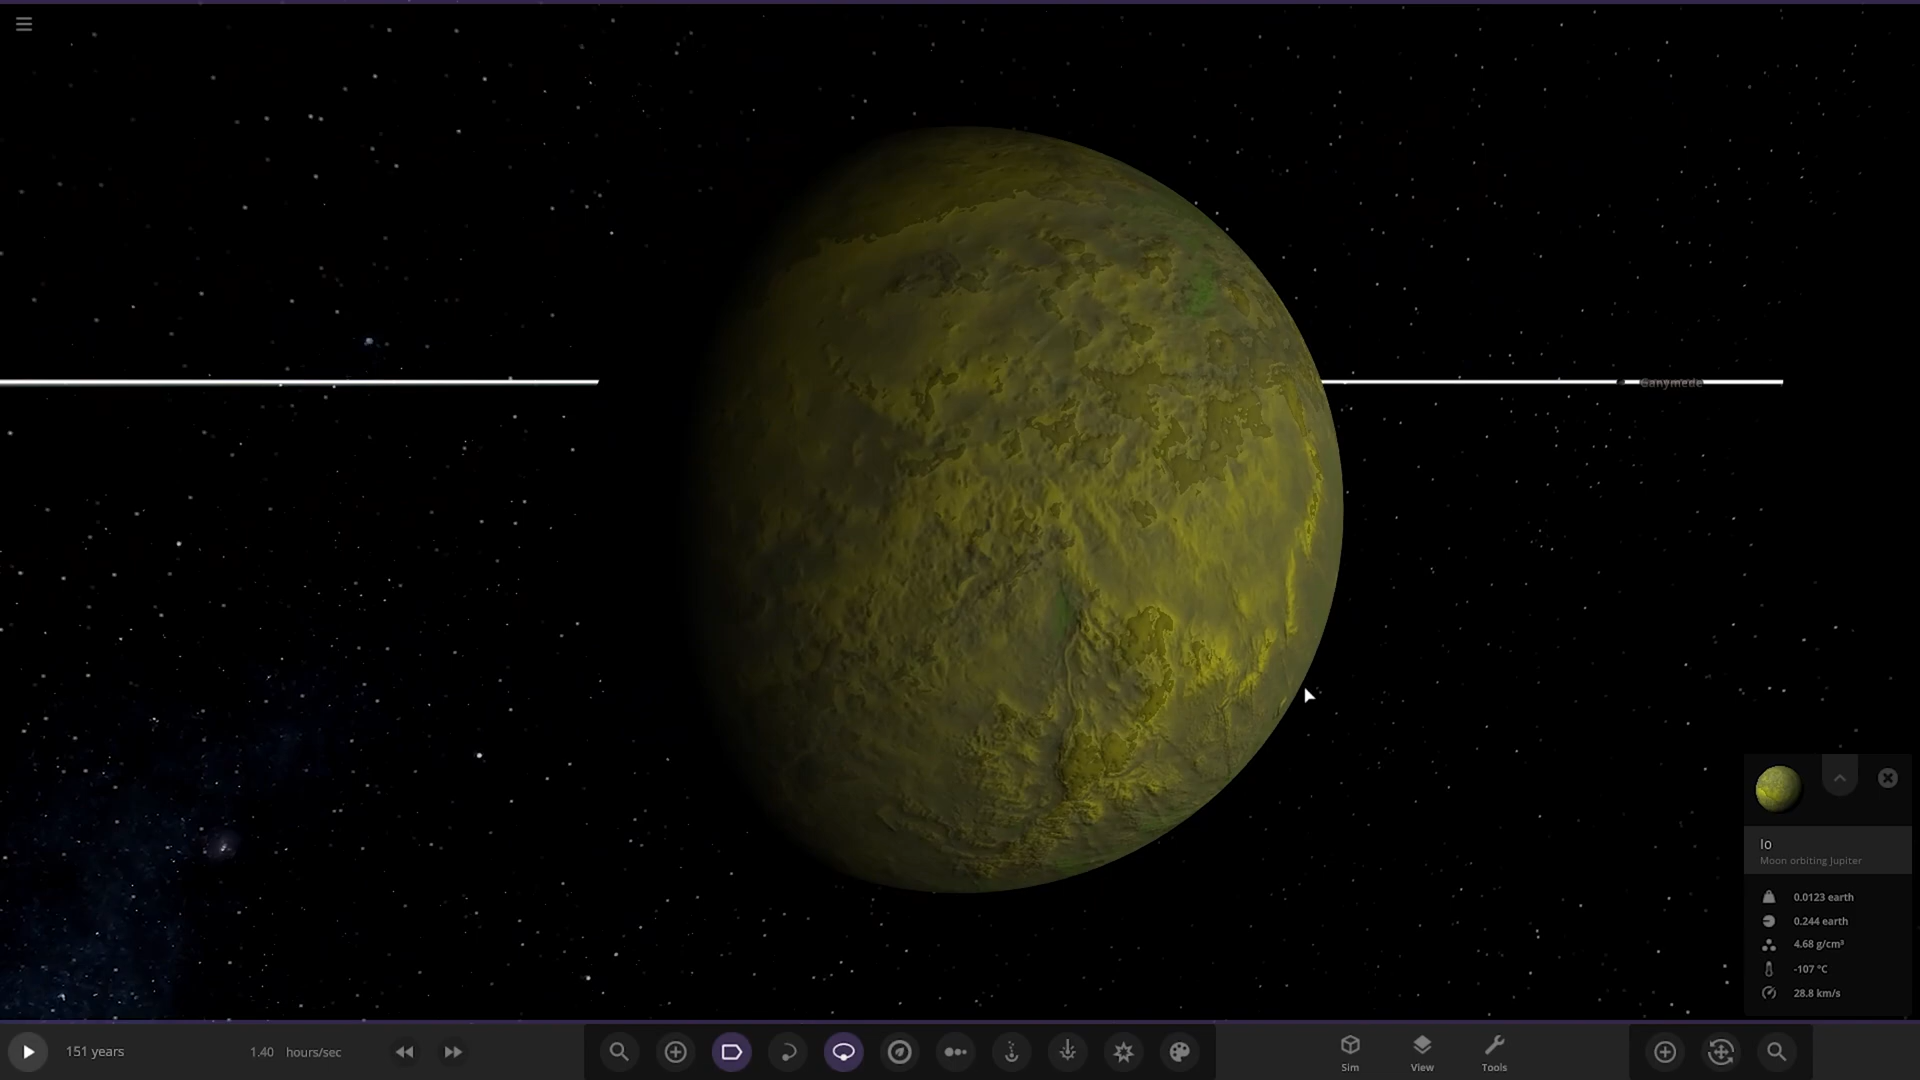 Ganymede
Io
Moon orbiting Jupiter
0.0123 earth
0.244 earth
4.68 g/cm³
-107 °C
28.8 km/s
151 years
1.40 hours/sec
Sim
View
Tools